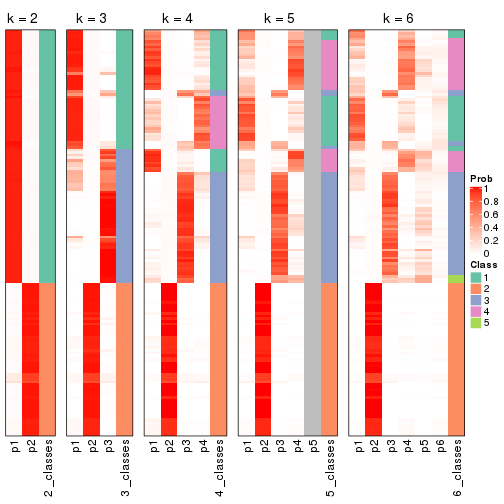 k = 2
k = 3
k = 4
k = 5
k = 6
Prob
1
0.8
0.6
0.4
0.2
0
Class
1
2
3
4
5
p1
p2
2_classes
p1
p2
p3
3_classes
p1
p2
p3
p4
4_classes
p1
p2
p3
p4
p5
5_classes
p1
p2
p3
p4
p5
p6
6_classes